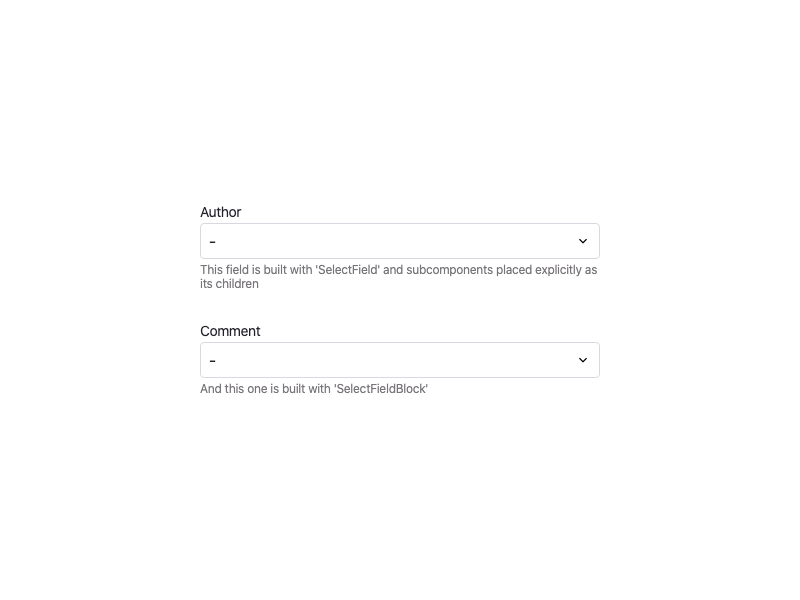 Author
–
This field is built with 'SelectField' and subcomponents placed explicitly as
its children
Comment
–
And this one is built with 'SelectFieldBlock'